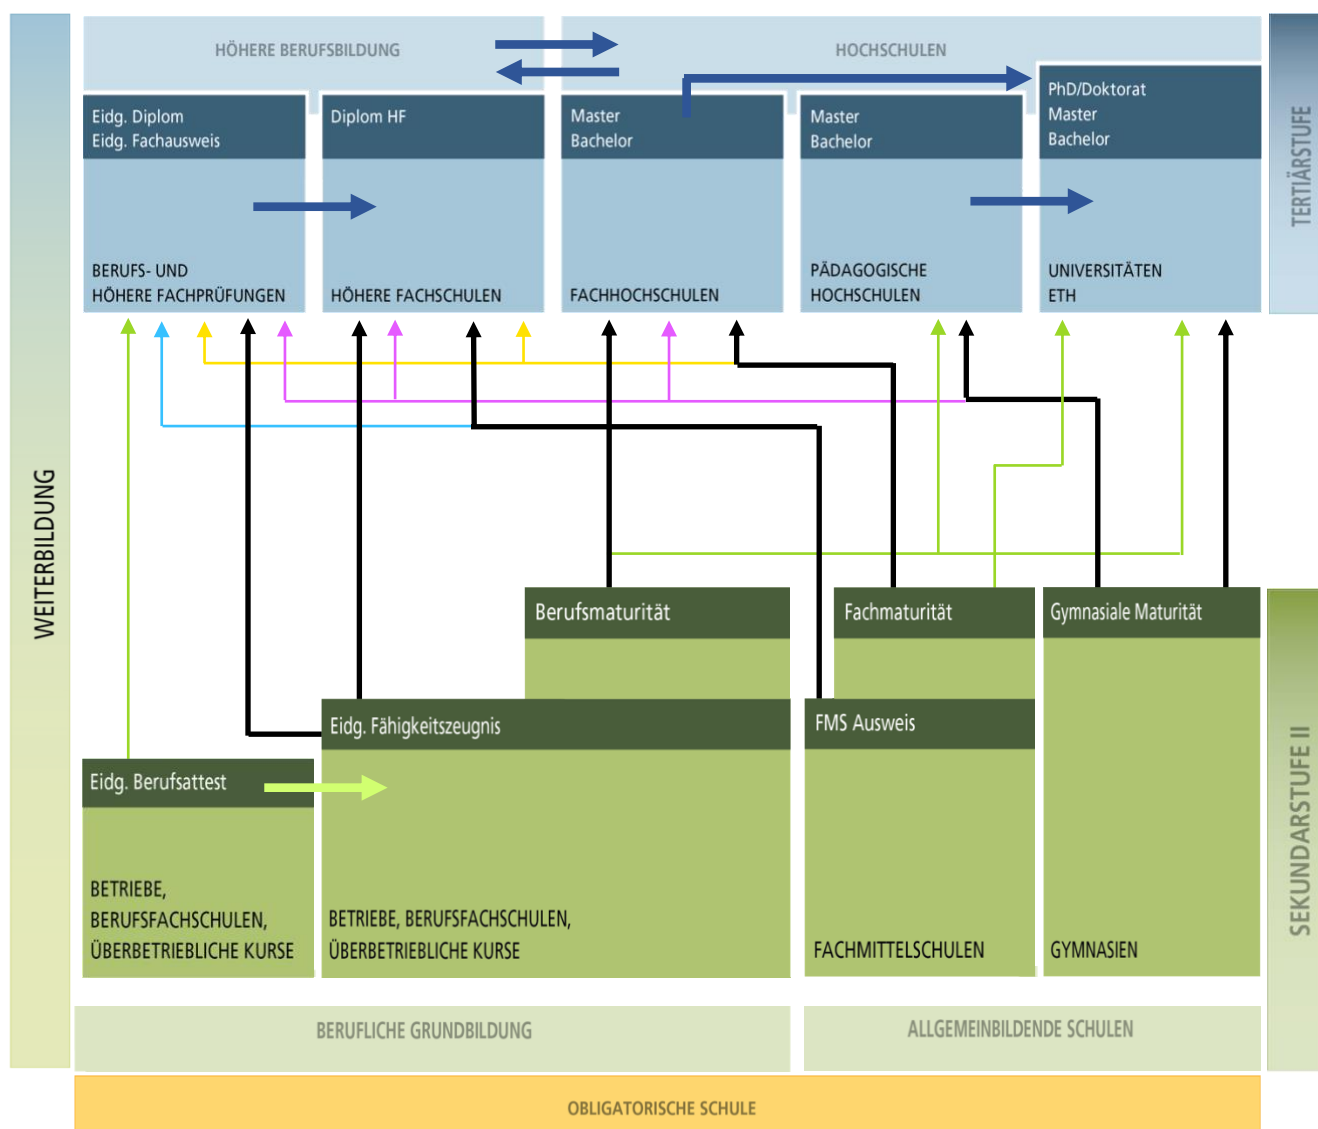 HÖHERE BERUFSBILDUNG
HOCHSCHULEN
Eidg. Diplom
Eidg. Fachausweis
Diplom HF
Master
Bachelor
Master
Bachelor
PhD/Doktorat
Master
Bachelor
BERUFS- UND
HÖHERE FACHPRÜFUNGEN
HÖHERE FACHSCHULEN
FACHHOCHSCHULEN
PÄDAGOGISCHE
HOCHSCHULEN
UNIVERSITÄTEN
ETH
TERTIÄRSTUFE
WEITERBILDUNG
Berufsmaturität
Fachmaturität
Gymnasiale Maturität
Eidg. Fähigkeitszeugnis
FMS Ausweis
Eidg. Berufsattest
BETRIEBE,
BERUFSFACHSCHULEN,
ÜBERBETRIEBLICHE KURSE
BETRIEBE, BERUFSFACHSCHULEN,
ÜBERBETRIEBLICHE KURSE
FACHMITTELSCHULEN
GYMNASIEN
SEKUNDARSTUFE II
BERUFLICHE GRUNDBILDUNG
ALLGEMEINBILDENDE SCHULEN
OBLIGATORISCHE SCHULE